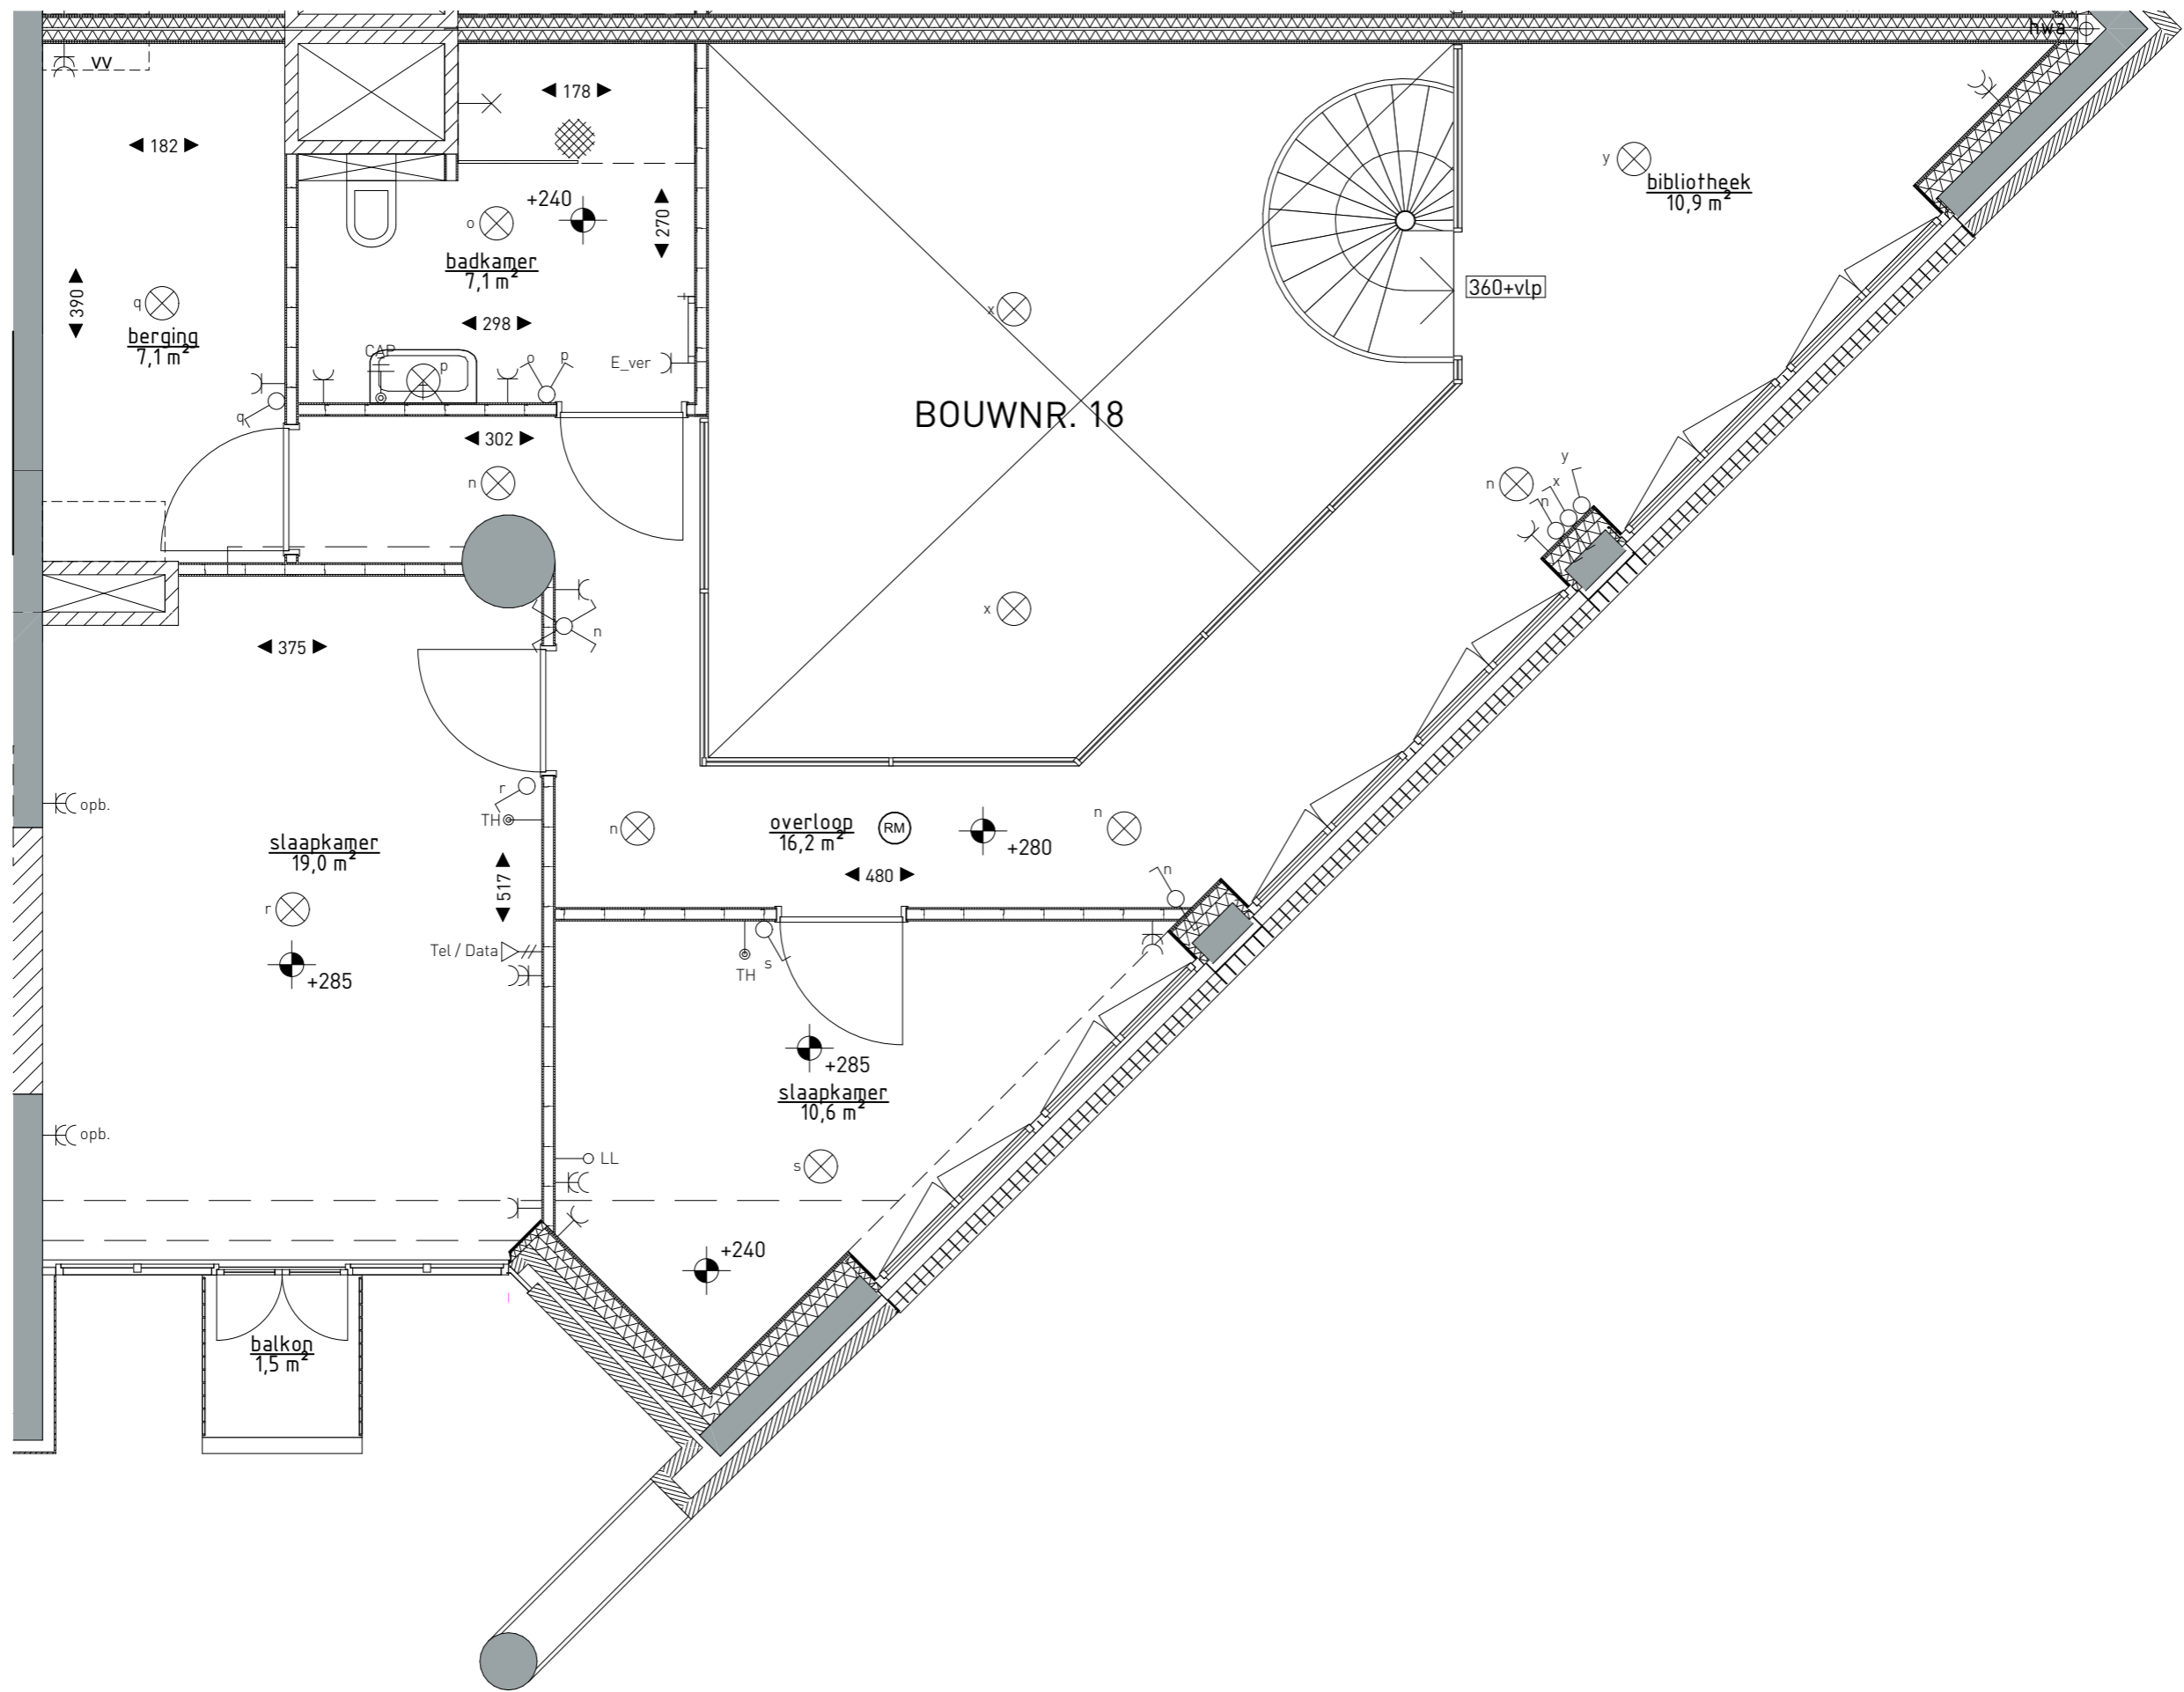 hwa
vv
178
182
y
bibliotheek
10,9 m²
+240
270
o
badkamer
7,1 m²
390
q
360+vlp
x
298
berging
7,1 m²
CAP
o
p
E_ver
p
q
BOUWNR. 18
302
y
n
n
x
n
x
n
375
r
opb.
TH
n
overloop
16,2 m²
RM
n
+280
slaapkamer
19,0 m²
480
n
517
r
Tel / Data
TH
s
+285
+285
slaapkamer
10,6 m²
opb.
LL
s
+240
balkon
1,5 m²